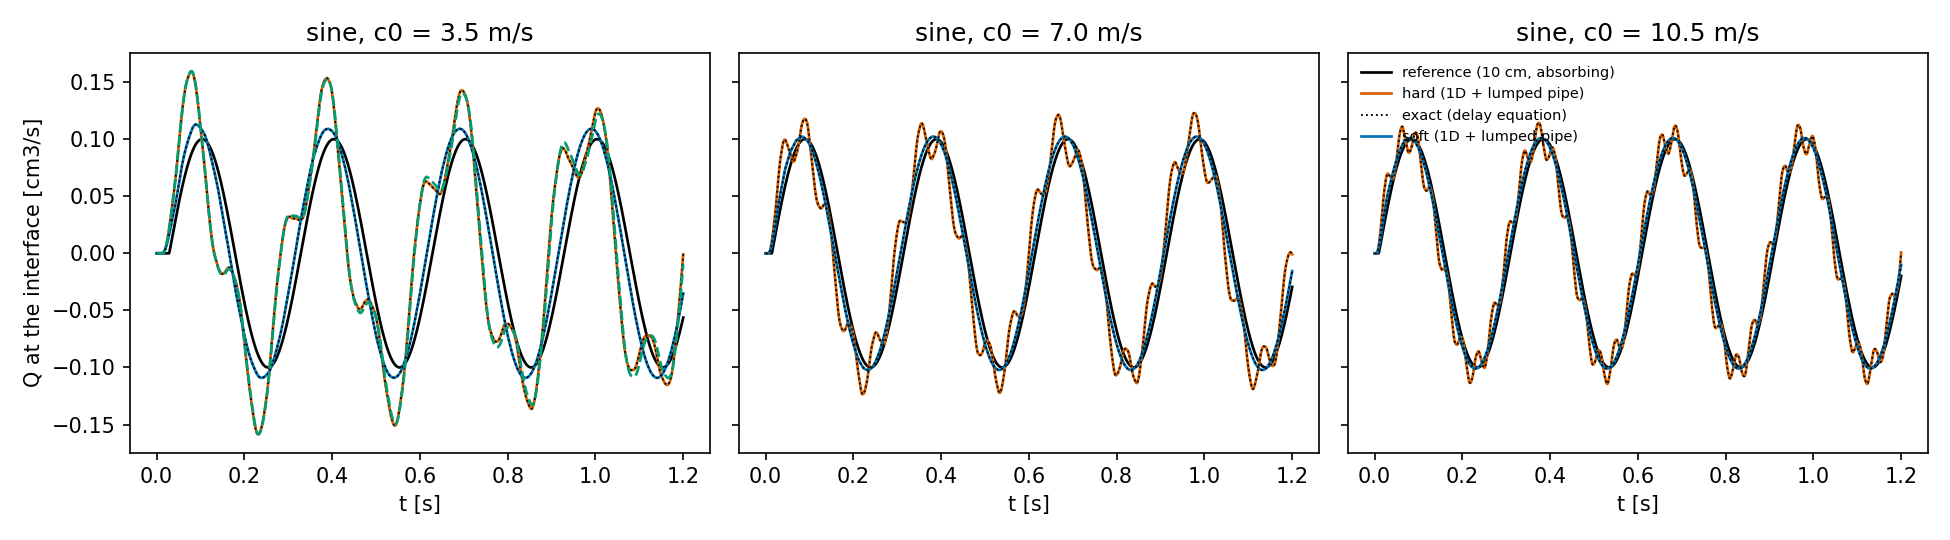 sine, c0 = 3.5 m/s
sine, c0 = 7.0 m/s
sine, c0 = 10.5 m/s
Q at the interface [cm3/s]
0.15
0.10
0.05
0.00
−0.05
−0.10
−0.15
reference (10 cm, absorbing)
hard (1D + lumped pipe)
exact (delay equation)
soft (1D + lumped pipe)
0.0 0.2 0.4 0.6 0.8 1.0 1.2
0.0 0.2 0.4 0.6 0.8 1.0 1.2
0.0 0.2 0.4 0.6 0.8 1.0 1.2
t [s]
t [s]
t [s]